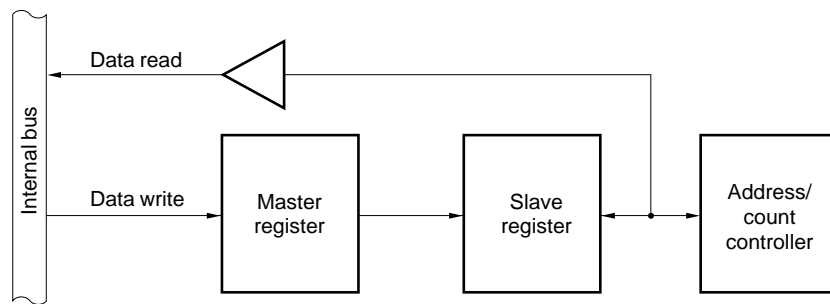 Internal bus
Data read
Data write
Master
register
Slave
register
Address/
count
controller